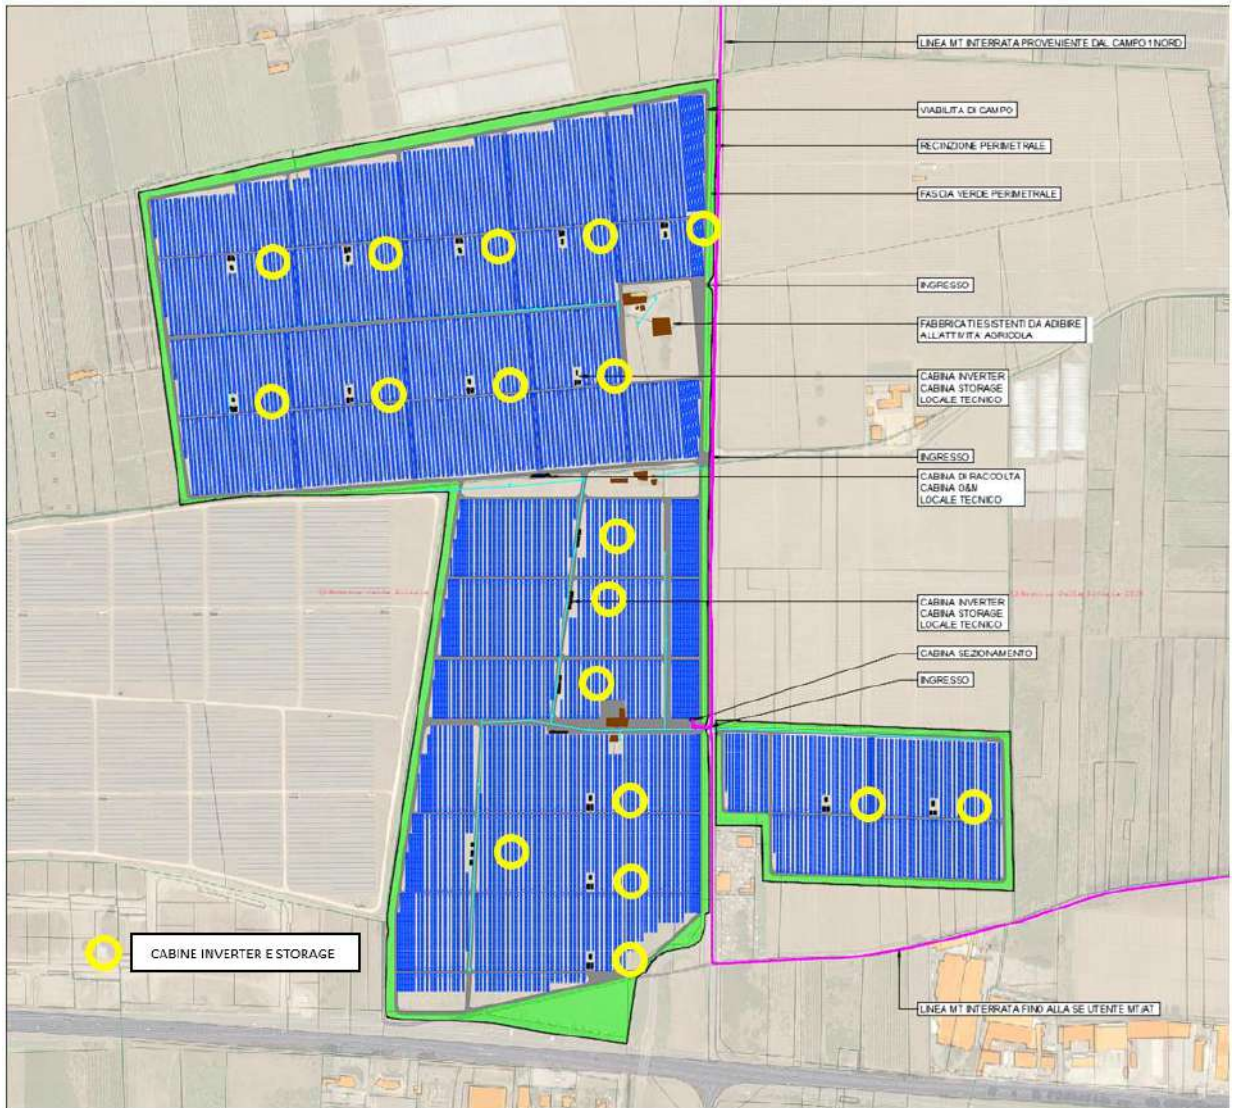 LINEA MT INTERRATA PROVENIENTE DAL CAMPO 1 NORD
VIABILITA DI CAMPO
RECINZIONE PERIMETRALE
FASCIA VERDE PERIMETRALE
INGRESSO
FABBRICATI ESISTENTI DA ADIBIRE
ALL'ATTIVITA' AGRICOLA
CABINA INVERTER
CABINA STORAGE
LOCALE TECNICO
INGRESSO
CABINA DI RACCOLTA
CABINA O&M
LOCALE TECNICO
CABINA INVERTER
CABINA STORAGE
LOCALE TECNICO
CABINA SEZIONAMENTO
INGRESSO
CABINE INVERTER E STORAGE
LINEA MT INTERRATA FINO ALLA SE UTENTE MT/AT